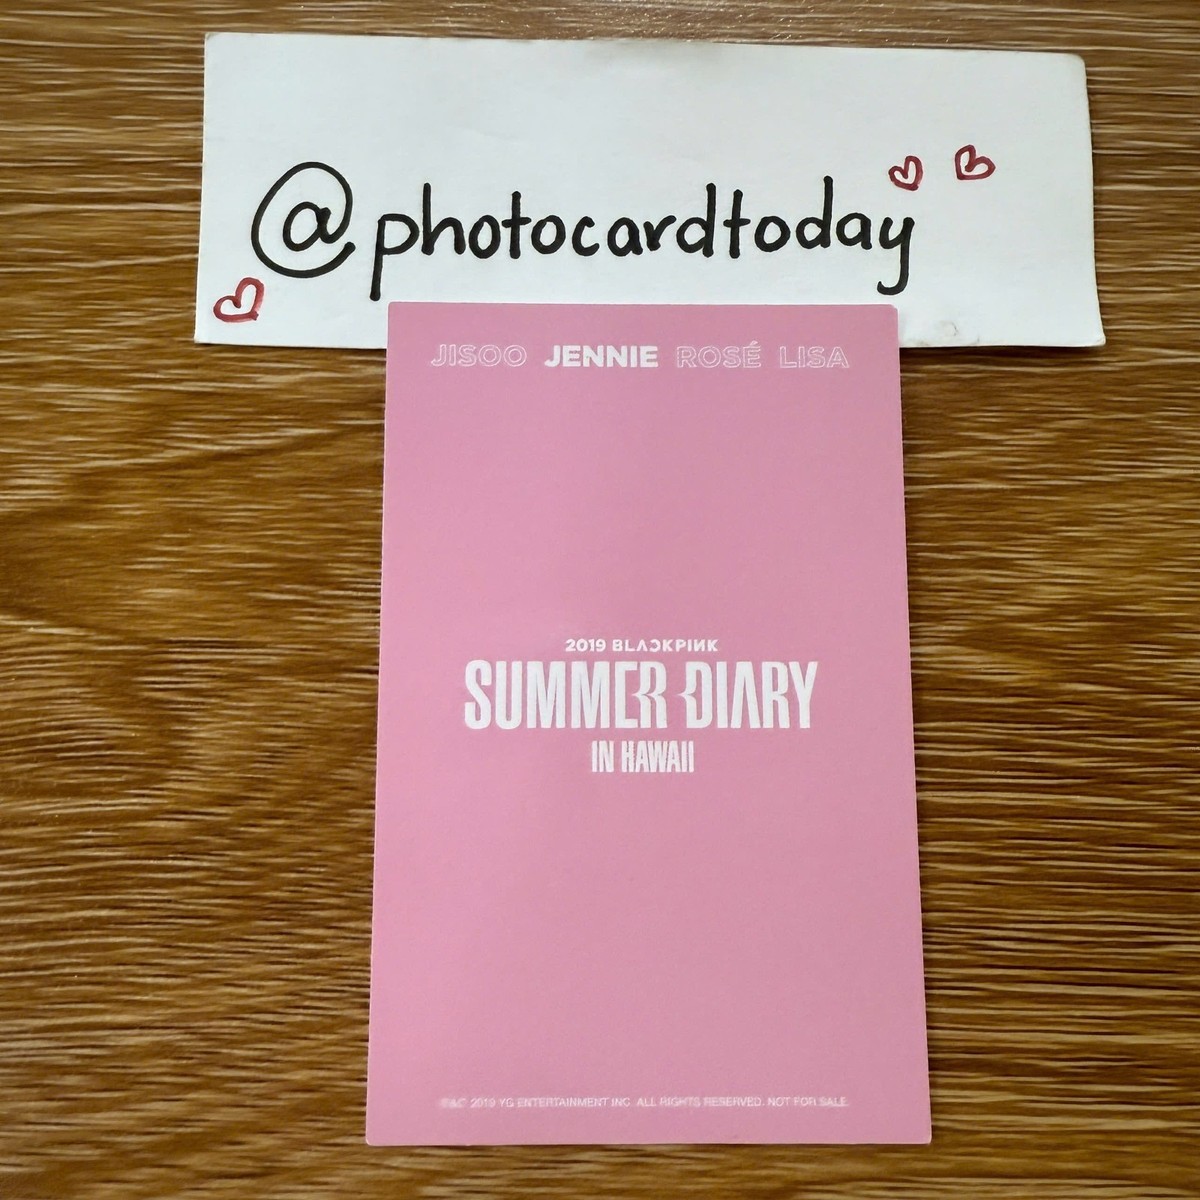 @photocardtoday
JISOO JENNIE ROSÉ LISA
2019 BLACKPINK
SUMMER DIARY
IN HAWAII
℗&© 2019 YG ENTERTAINMENT INC. ALL RIGHTS RESERVED. NOT FOR SALE.